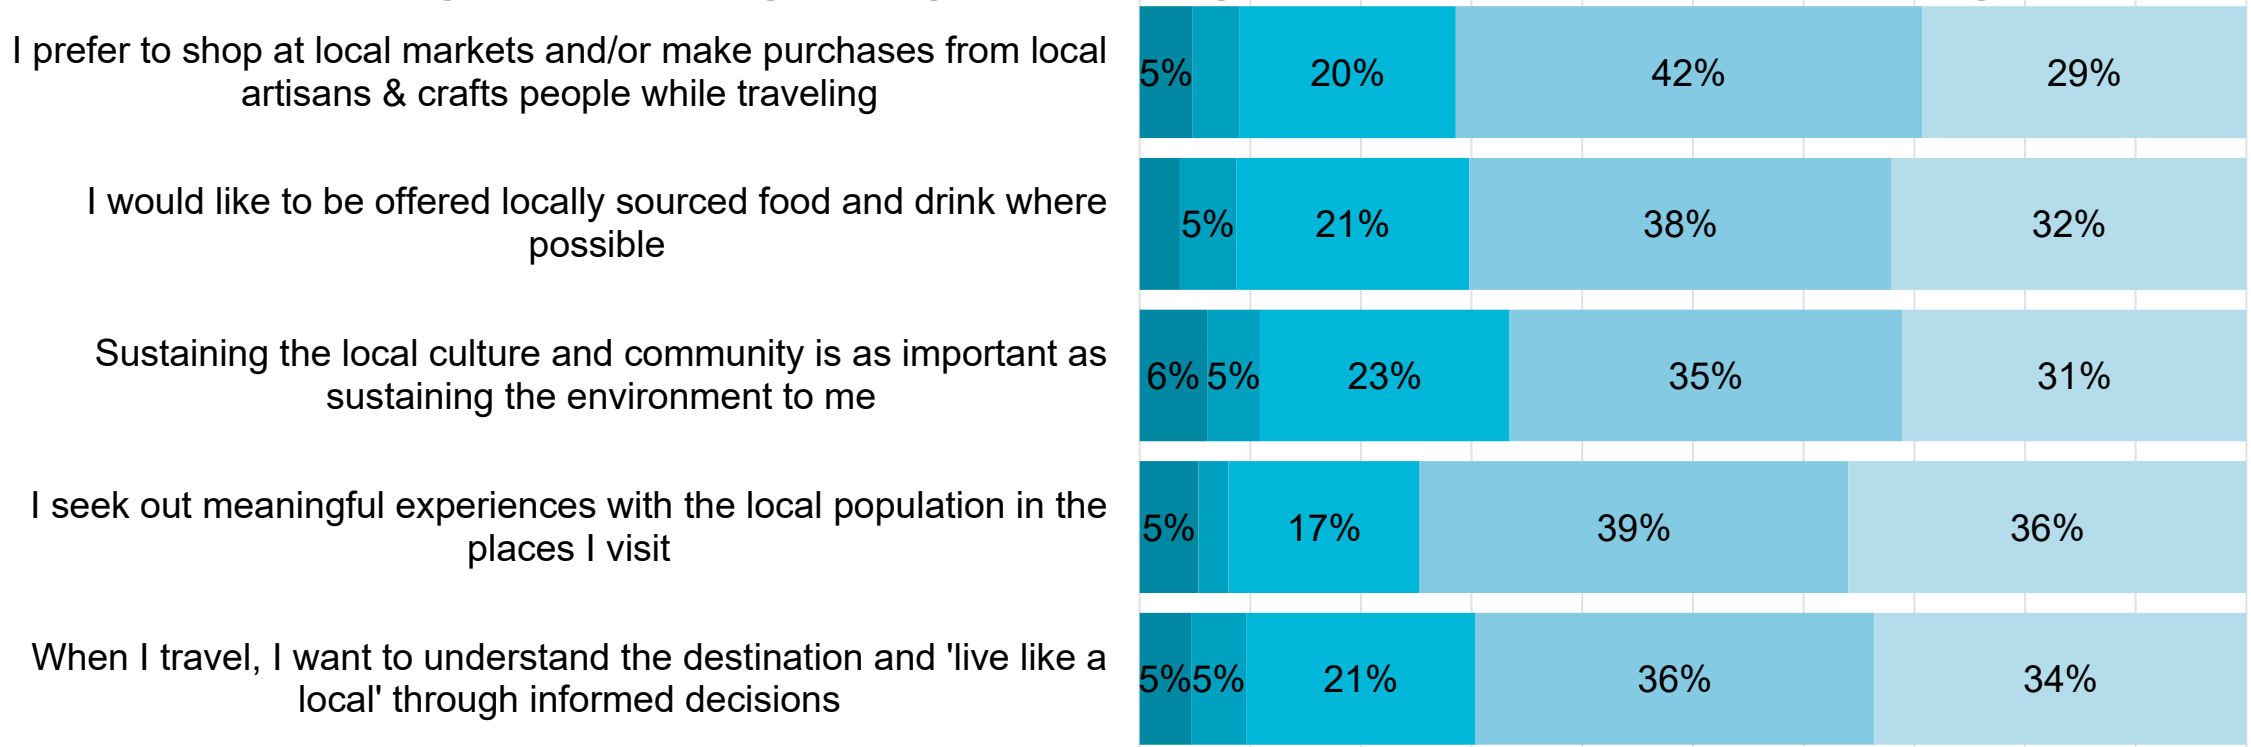 I prefer to shop at local markets and/or make purchases from local
artisans & crafts people while traveling
5% 20% 42% 29%
I would like to be offered locally sourced food and drink where
possible
5% 21% 38% 32%
Sustaining the local culture and community is as important as
sustaining the environment to me
6% 5% 23% 35% 31%
I seek out meaningful experiences with the local population in the
places I visit
5% 17% 39% 36%
When I travel, I want to understand the destination and 'live like a
local' through informed decisions
5% 5% 21% 36% 34%